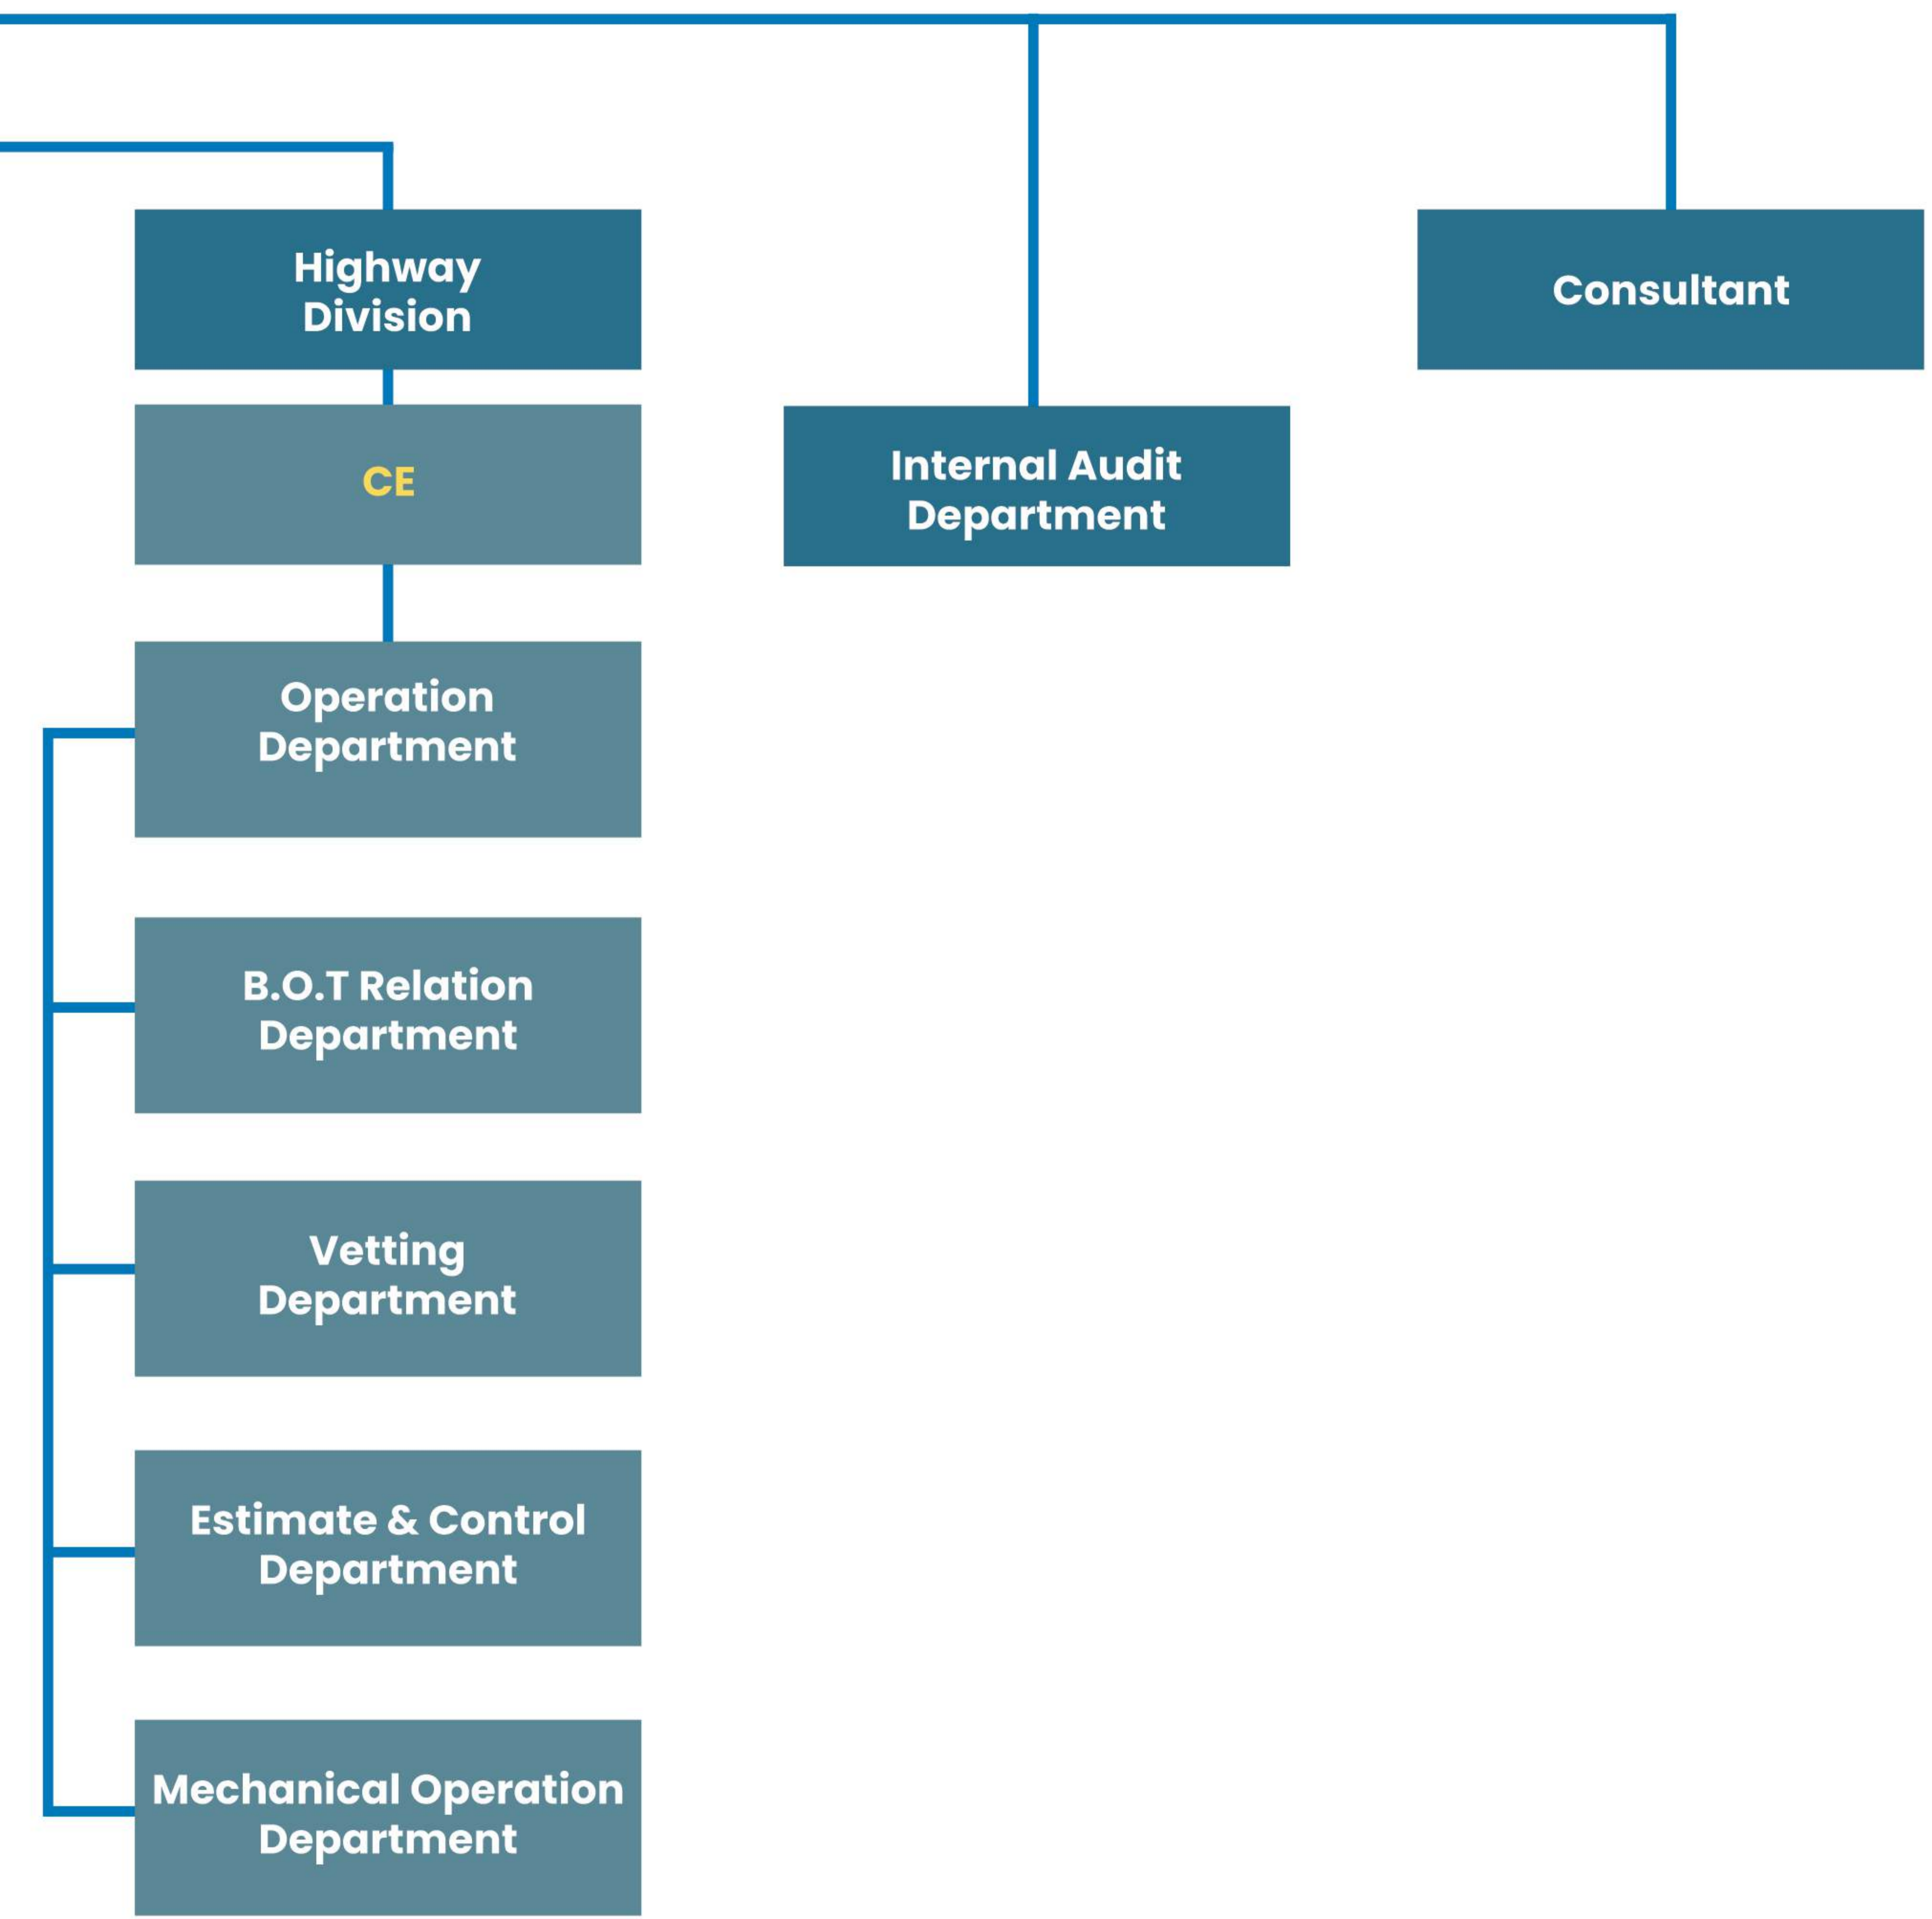 Highway
Division
Consultant
CE
Internal Audit
Department
Operation
Department
B.O.T Relation
Department
Vetting
Department
Estimate & Control
Department
Mechanical Operation
Department